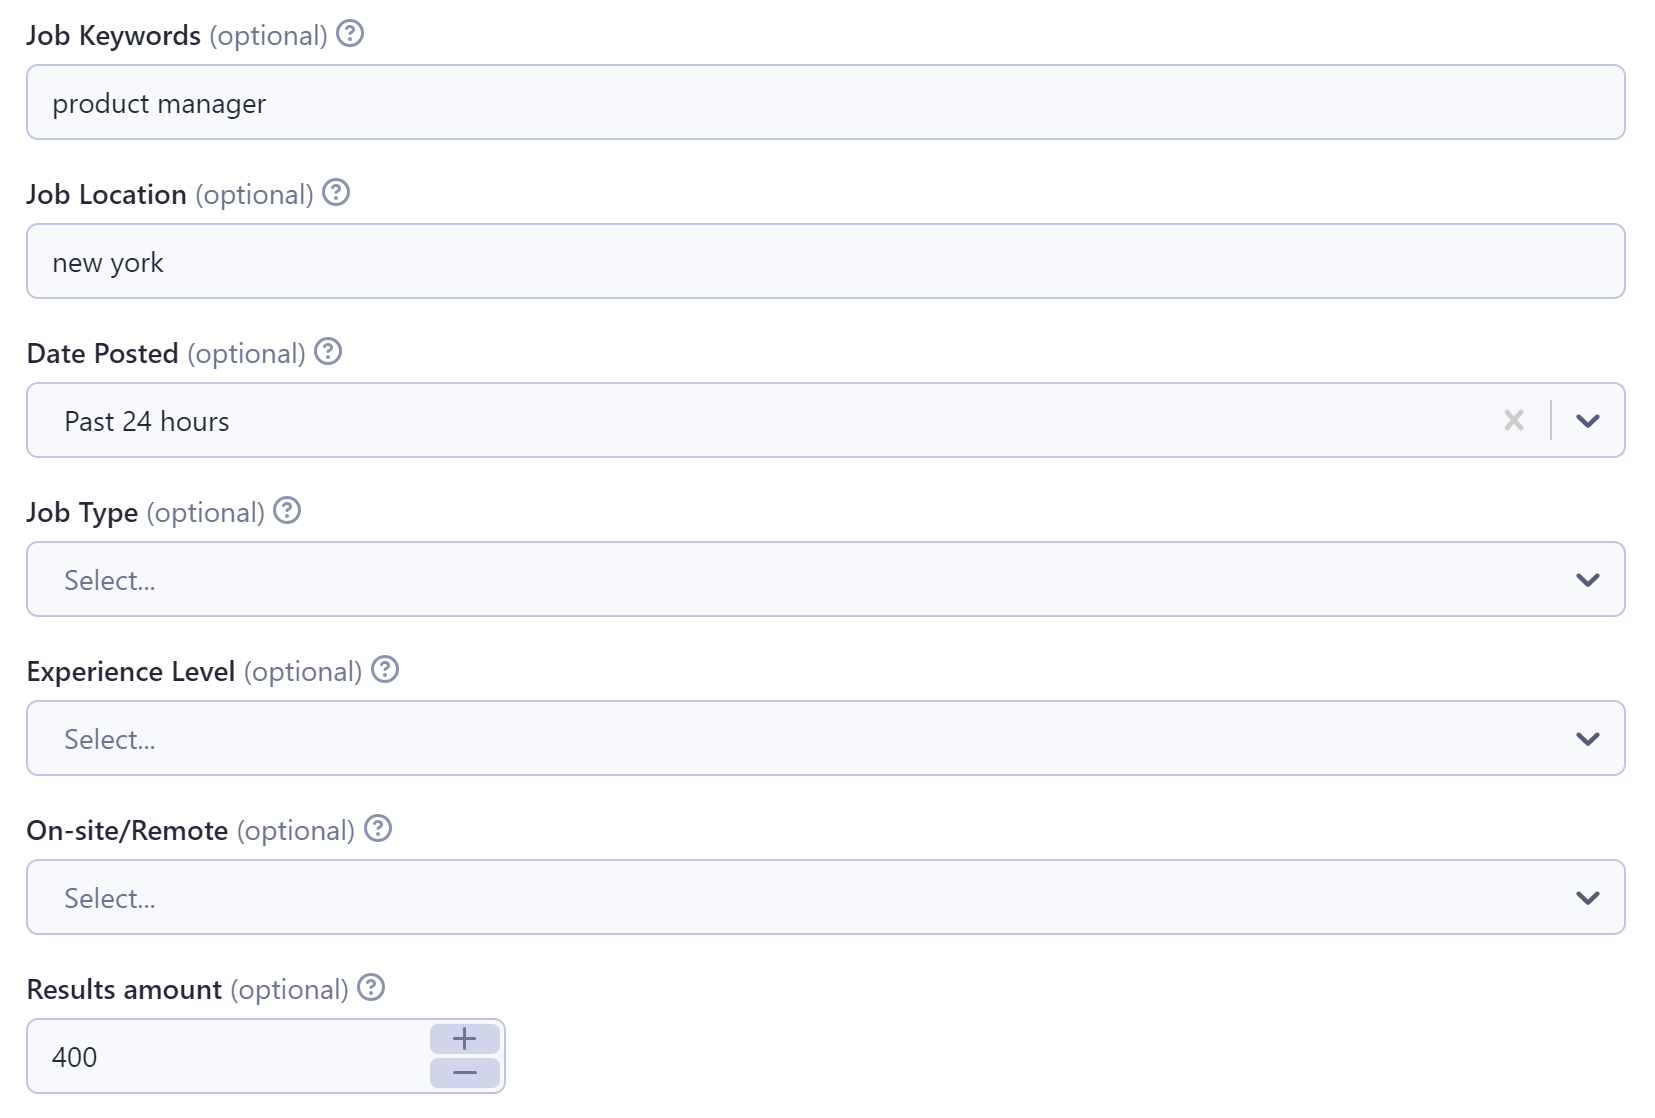 Job Keywords (optional) ?
product manager
Job Location (optional) ?
new york
Date Posted (optional) ?
Past 24 hours
Job Type (optional) ?
Select...
Experience Level (optional) ?
Select...
On-site/Remote (optional) ?
Select...
Results amount (optional) ?
400